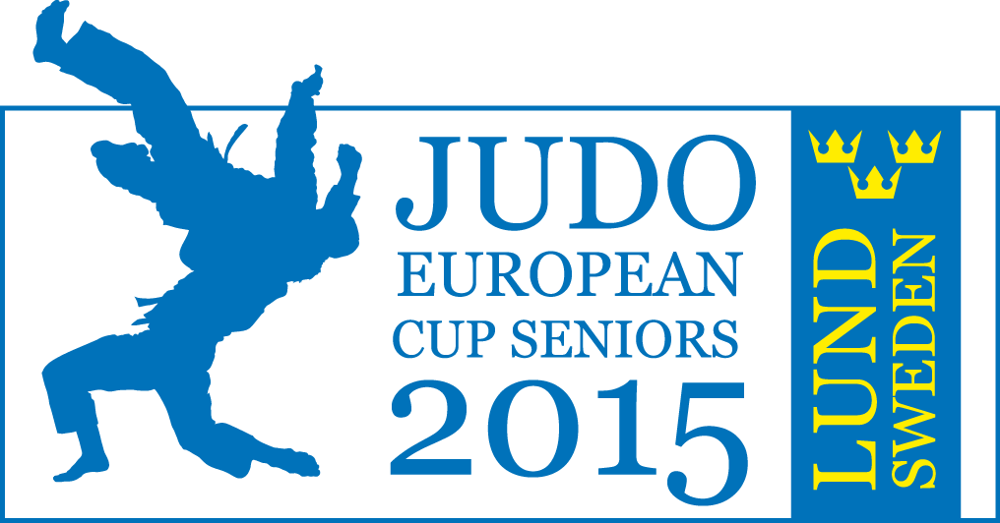 JUDO
EUROPEAN
CUP SENIORS
2015
LUND
SWEDEN